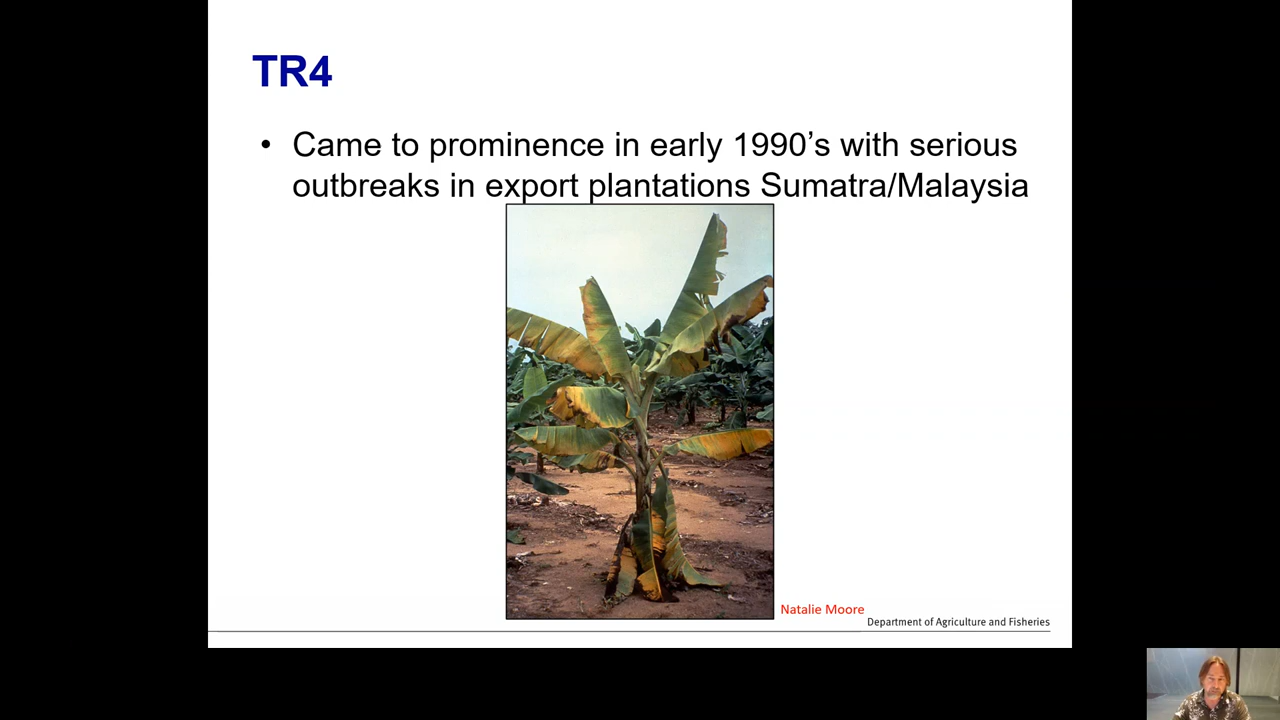 TR4
• Came to prominence in early 1990’s with serious
outbreaks in export plantations Sumatra/Malaysia
Natalie Moore
Department of Agriculture and Fisheries